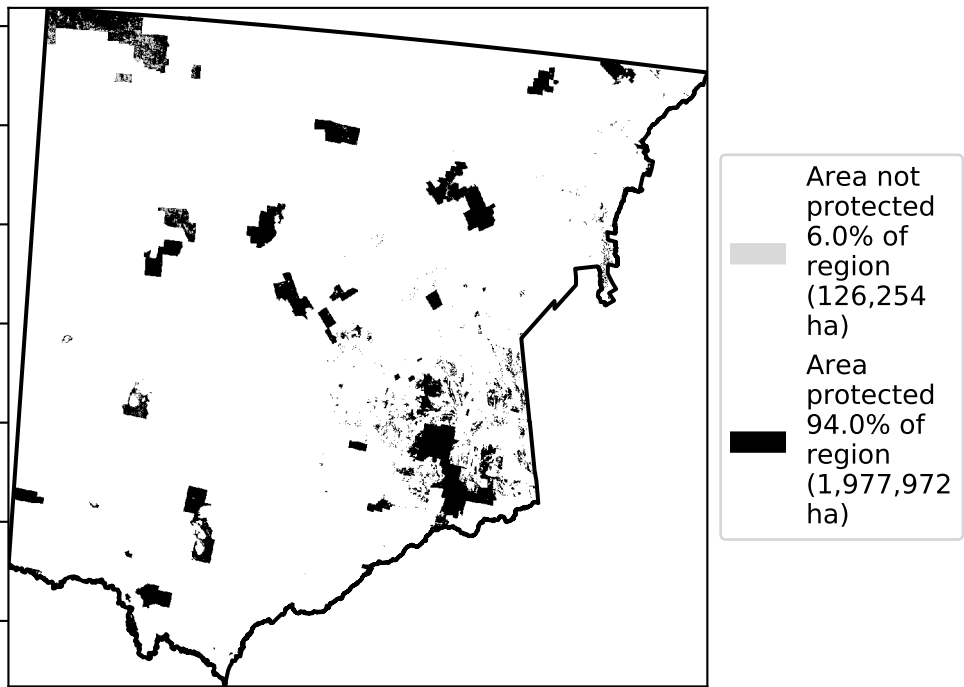 Area not
protected
6.0% of
region
(126,254
ha)
Area
protected
94.0% of
region
(1,977,972
ha)